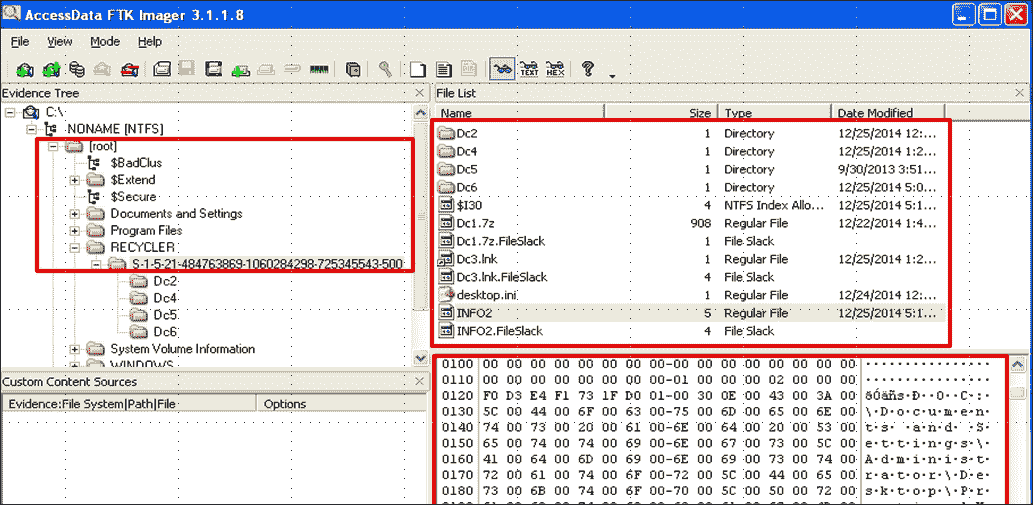 AccessData FTK Imager 3.1.1.8
File View Mode Help
Evidence Tree
C:\
NONAME [NTFS]
[root]
$BadClus
$Extend
$Secure
Documents and Settings
Program Files
RECYCLER
S-1-5-21-484763869-1060284298-725345543-500
Dc2
Dc4
Dc5
Dc6
System Volume Information
WINDOWS
Custom Content Sources
Evidence:File System|Path|File Options
File List
Name Size Type Date Modified
Dc2 1 Directory 12/25/2014 12:...
Dc4 1 Directory 12/25/2014 1:2...
Dc5 1 Directory 9/30/2013 3:51...
Dc6 1 Directory 12/25/2014 5:0...
$I30 4 NTFS Index Allo... 12/25/2014 5:1...
Dc1.7z 908 Regular File 12/22/2014 1:4...
Dc1.7z.FileSlack 1 File Slack
Dc3.lnk 1 Regular File 12/25/2014 1:2...
Dc3.lnk.FileSlack 4 File Slack
desktop.ini 1 Regular File 12/24/2014 12:...
INFO2 5 Regular File 12/25/2014 5:1...
INFO2.FileSlack 4 File Slack
0100 00 00 00 00 00 00 00 00-00 00 00 00 00 00 00 00 ················
0110 00 00 00 00 00 00 00 00-01 00 00 00 02 00 00 00 ················
0120 F0 D3 E4 F1 73 1F D0 01-00 30 0E 00 43 00 3A 00 ðÓäñs·Ð··0··C·:·
0130 5C 00 44 00 6F 00 63 00-75 00 6D 00 65 00 6E 00 \·D·o·c·u·m·e·n·
0140 74 00 73 00 20 00 61 00-6E 00 64 00 20 00 53 00 t·s· ·a·n·d· ·S·
0150 65 00 74 00 74 00 69 00-6E 00 67 00 73 00 5C 00 e·t·t·i·n·g·s·\·
0160 41 00 64 00 6D 00 69 00-6E 00 69 00 73 00 74 00 A·d·m·i·n·i·s·t·
0170 72 00 61 00 74 00 6F 00-72 00 5C 00 44 00 65 00 r·a·t·o·r·\·D·e·
0180 73 00 6B 00 74 00 6F 00-70 00 5C 00 50 00 72 00 s·k·t·o·p·\·P·r·